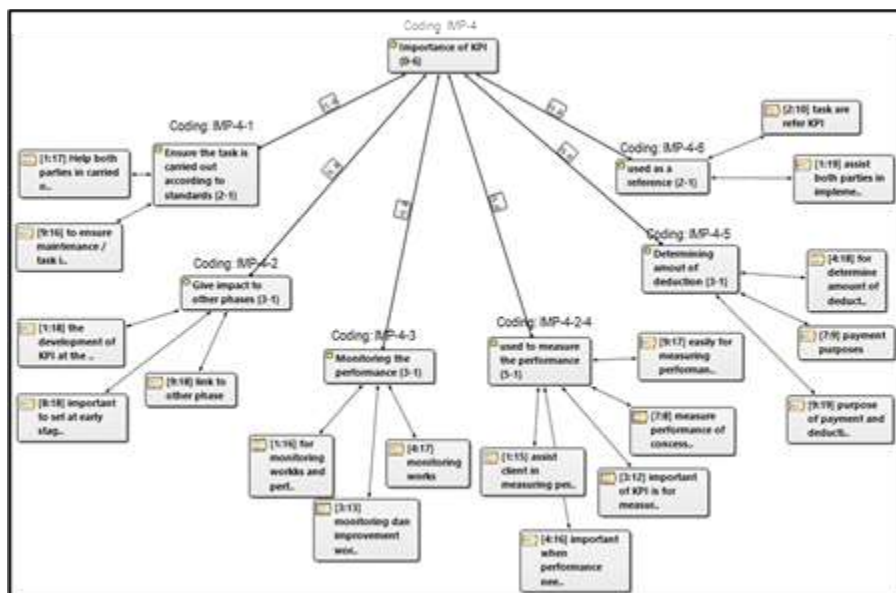 Coding: IMP-4
Importance of KPI
(0-6)
Coding: IMP-4-1
Ensure the task is
carried out
according to
standards (2-1)
[1:17] Help both
parties in carried
o..
[9:16] to ensure
maintenance /
task i..
Coding: IMP-4-2
Give impact to
other phases (3-1)
[1:18] the
development of
KPI at the ..
[8:18] important
to set at early
stag..
[9:18] link to
other phase
Coding: IMP-4-3
Monitoring the
performance (3-1)
[1:16] for
monitoring
workks and
perf..
[3:13]
monitoring dan
improvement
wor..
[4:17]
monitoring
works
Coding: IMP-4-2-4
used to measure
the performance
(5-1)
[9:17] easily for
measuring
performan..
[7:8] measure
performance of
concess..
[1:15] assist
client in
measuring per..
[3:12] important
of KPI is for
measur..
[4:16] important
when
performance
nee..
Coding: IMP-4-6
used as a
reference (2-1)
[2:10] task are
refer KPI
[1:19] assist
both parties in
impleme..
Coding: IMP-4-5
Determining
amout of
deduction (3-1)
[4:18] for
determine
amount of
deduct..
[7:9] payment
purposes
[9:19] purpose
of payment and
deducti..